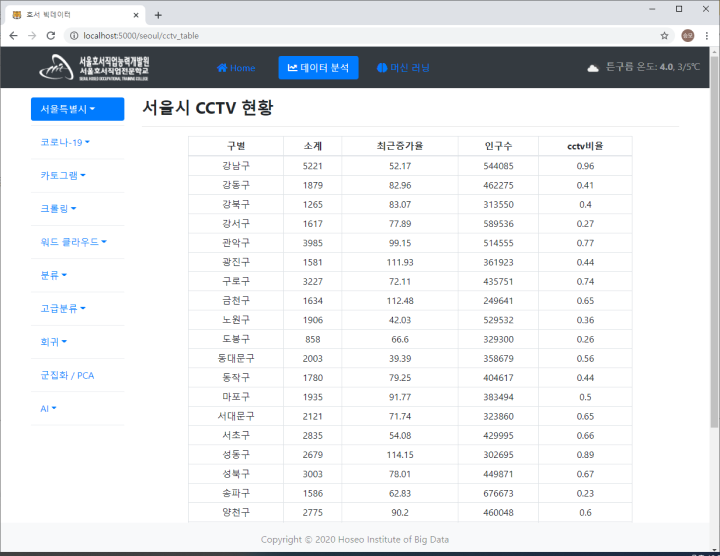 호서 빅데이터
localhost:5000/seoul/cctv_table
서울호서직업능력개발원
서울호서직업전문학교
SEOUL HOSEO OCCUPATIONAL TRAINING COLLEGE
Home 데이터 분석 머신 러닝 튼구름 온도: 4.0, 3/5℃
서울특별시
코로나-19
카토그램
크롤링
워드 클라우드
분류
고급분류
회귀
군집화 / PCA
AI
서울시 CCTV 현황
구별 소계 최근증가율 인구수 cctv비율
강남구 5221 52.17 544085 0.96
강동구 1879 82.96 462275 0.41
강북구 1265 83.07 313550 0.4
강서구 1617 77.89 589536 0.27
관악구 3985 99.15 514555 0.77
광진구 1581 111.93 361923 0.44
구로구 3227 72.11 435751 0.74
금천구 1634 112.48 249641 0.65
노원구 1906 42.03 529532 0.36
도봉구 858 66.6 329300 0.26
동대문구 2003 39.39 358679 0.56
동작구 1780 79.25 404617 0.44
마포구 1935 91.77 383494 0.5
서대문구 2121 71.74 323860 0.65
서초구 2835 54.08 429995 0.66
성동구 2679 114.15 302695 0.89
성북구 3003 78.01 449871 0.67
송파구 1586 62.83 676673 0.23
양천구 2775 90.2 460048 0.6
Copyright © 2020 Hoseo Institute of Big Data